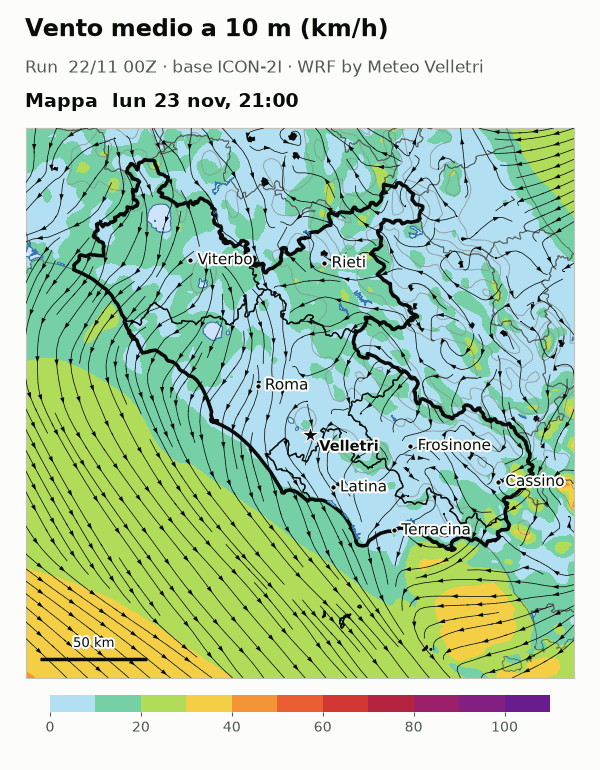 Vento medio a 10 m (km/h)
Run 22/11 00Z · base ICON-2I · WRF by Meteo Velletri
Mappa lun 23 nov, 21:00
Viterbo
Rieti
Roma
Velletri
Frosinone
Cassino
Latina
Terracina
50 km
0 20 40 60 80 100